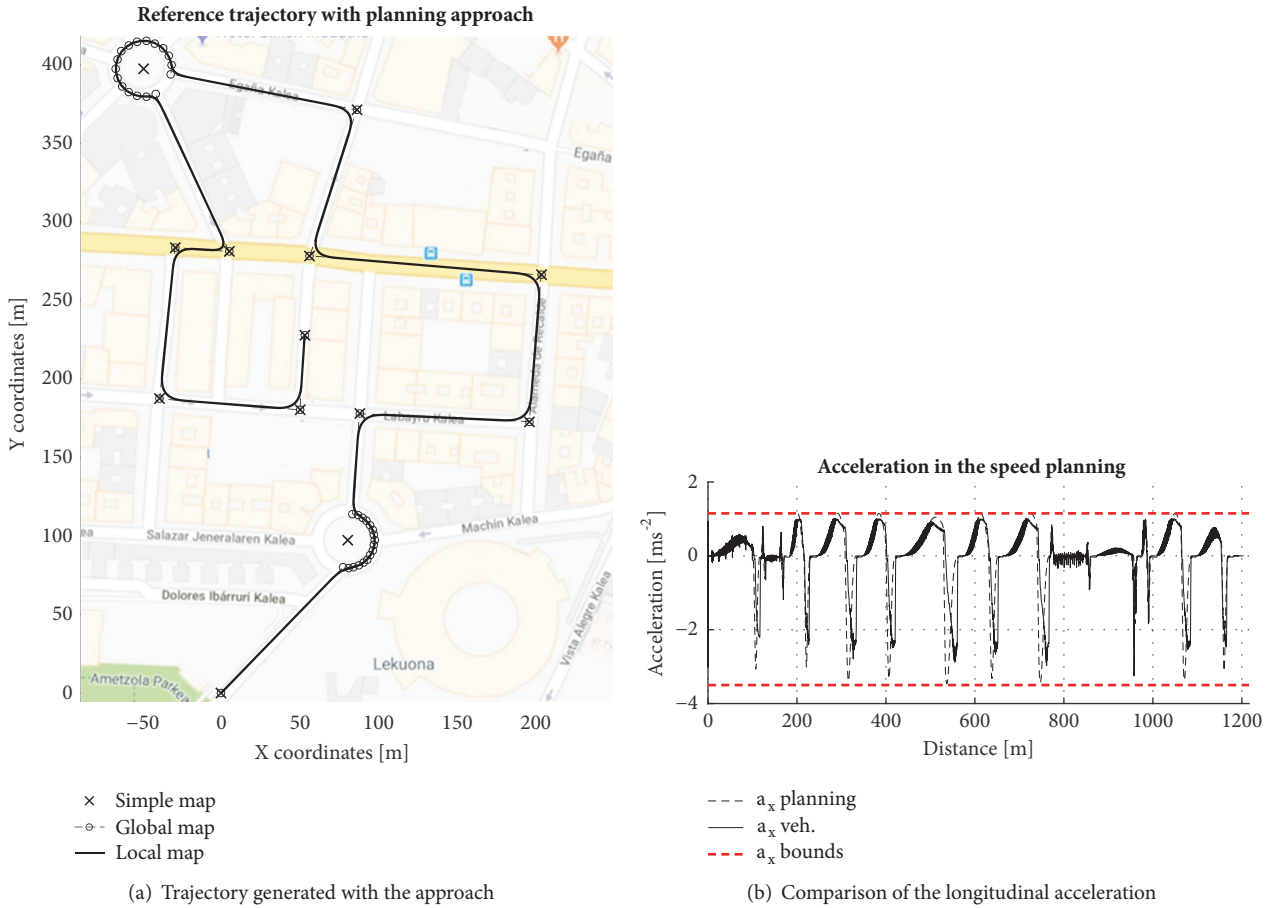 Reference trajectory with planning approach
Y coordinates [m]
400
350
300
250
200
150
100
50
0
Egaña Kalea
Egaña
Alameda de Recalde
Labayru Kalea
Machín Kalea
Salazar Jeneralaren Kalea
Dolores Ibárruri Kalea
Vista Alegre Kalea
Lekuona
Ametzola Parkea
−50
0
50
100
150
200
X coordinates [m]
Simple map
Global map
Local map
(a) Trajectory generated with the approach
Acceleration in the speed planning
Acceleration [ms-2]
2
0
−2
−4
0
200
400
600
800
1000
1200
Distance [m]
ax planning
ax veh.
ax bounds
(b) Comparison of the longitudinal acceleration